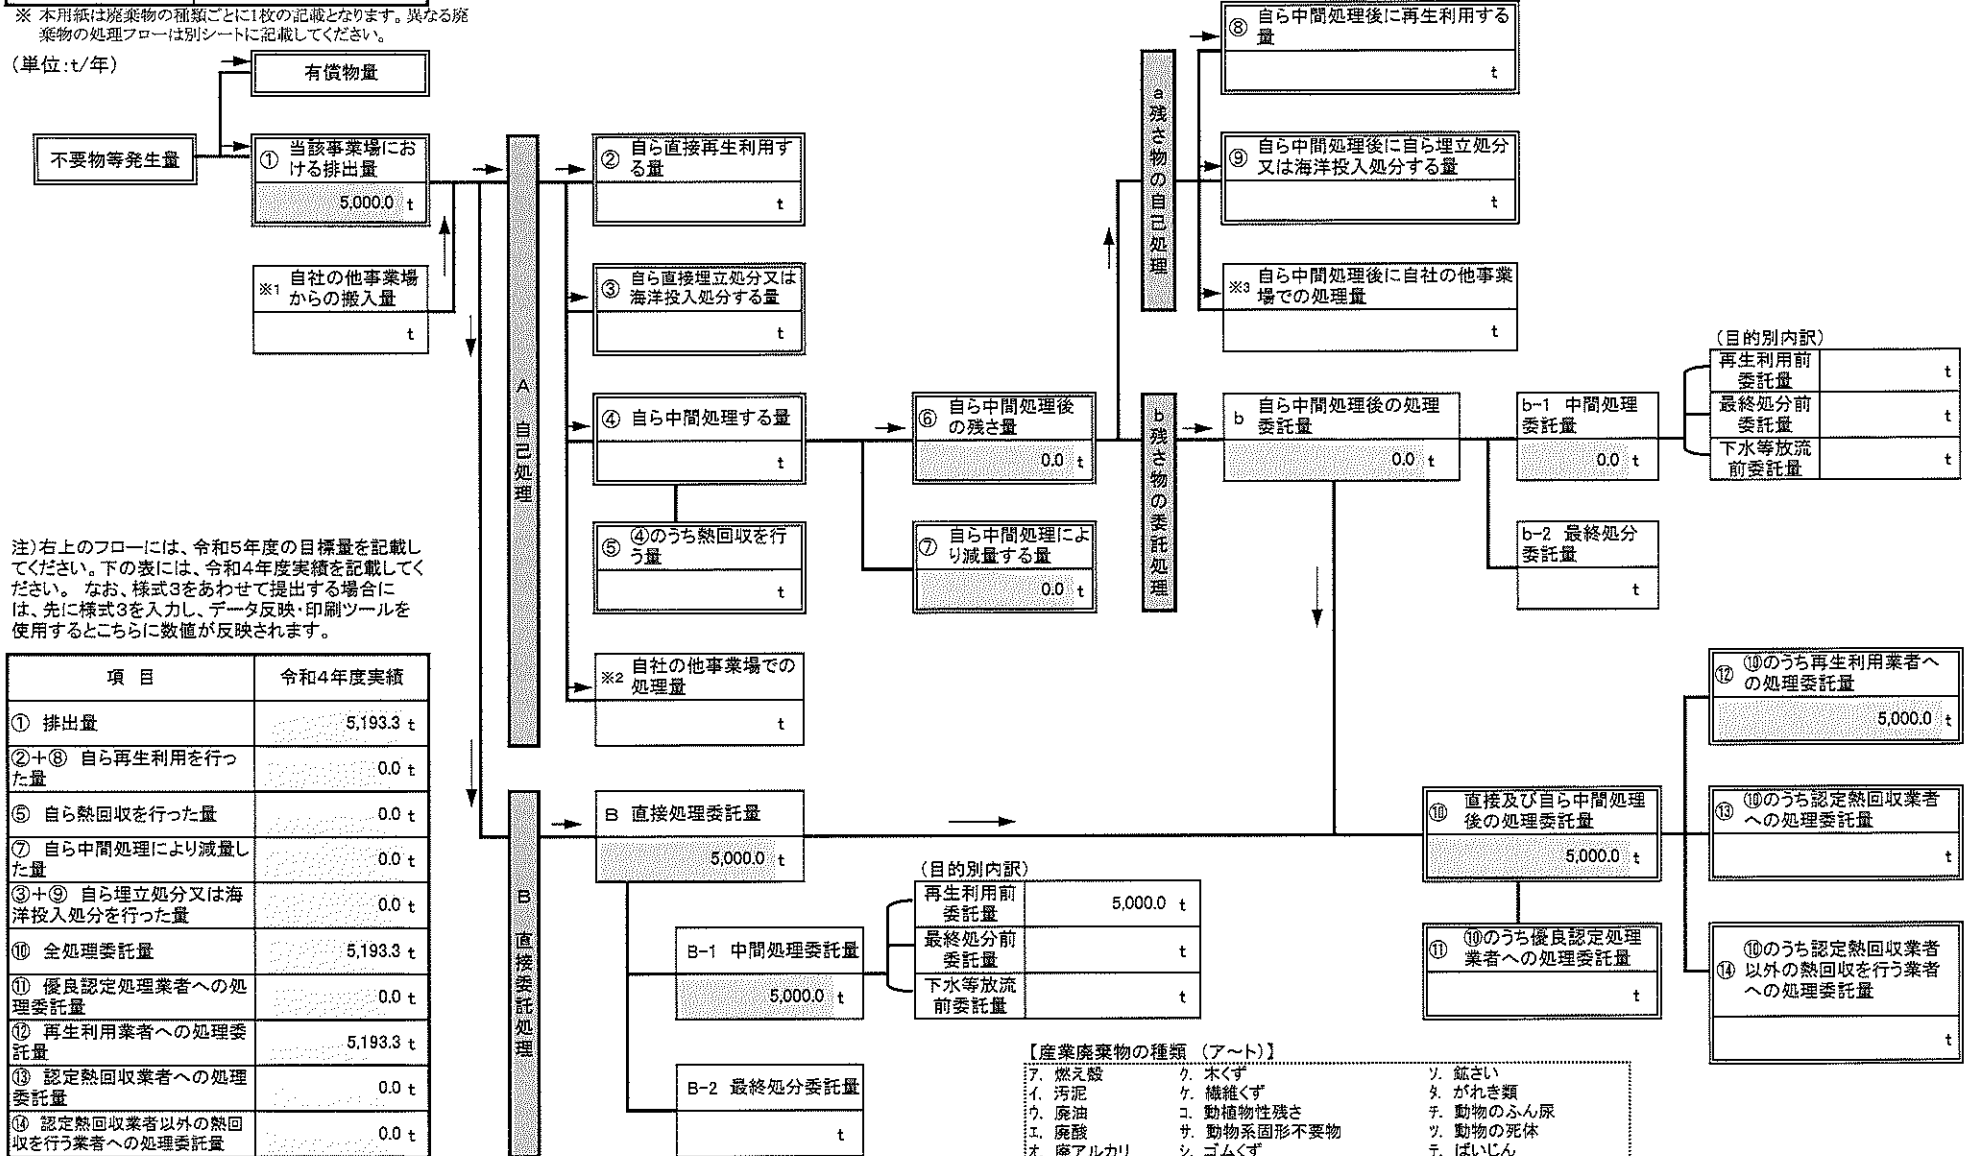 ※ 本用紙は廃棄物の種類ごとに1枚の記載となります。異なる廃
棄物の処理フローは別シートに記載してください。
(単位:t/年)
有償物量
不要物等発生量
① 当該事業場にお
ける排出量
5,000.0 t
※1 自社の他事業場
からの搬入量
t
A 自己処理
② 自ら直接再生利用す
る量
t
③ 自ら直接埋立処分又は
海洋投入処分する量
t
④ 自ら中間処理する量
t
⑤ ④のうち熱回収を行
う量
t
※2 自社の他事業場での
処理量
t
⑥ 自ら中間処理後
の残さ量
0.0 t
⑦ 自ら中間処理によ
り減量する量
0.0 t
a 残さ物の自己処理
⑧ 自ら中間処理後に再生利用する
量
t
⑨ 自ら中間処理後に自ら埋立処分
又は海洋投入処分する量
t
※3 自ら中間処理後に自社の他事業
場での処理量
t
b 残さ物の委託処理
b 自ら中間処理後の処理
委託量
0.0 t
b-1 中間処理
委託量
0.0 t
(目的別内訳)
再生利用前
委託量
t
最終処分前
委託量
t
下水等放流
前委託量
t
b-2 最終処分
委託量
t
注)右上のフローには、令和5年度の目標量を記載し
てください。下の表には、令和4年度実績を記載してく
ださい。 なお、様式3をあわせて提出する場合に
は、先に様式3を入力し、データ反映・印刷ツールを
使用するとこちらに数値が反映されます。
項 目 令和4年度実績
① 排出量 5,193.3 t
②+⑧ 自ら再生利用を行っ
た量 0.0 t
⑤ 自ら熱回収を行った量 0.0 t
⑦ 自ら中間処理により減量し
た量 0.0 t
③+⑨ 自ら埋立処分又は海
洋投入処分を行った量 0.0 t
⑩ 全処理委託量 5,193.3 t
⑪ 優良認定処理業者への処
理委託量 0.0 t
⑫ 再生利用業者への処理委
託量 5,193.3 t
⑬ 認定熱回収業者への処理
委託量 0.0 t
⑭ 認定熱回収業者以外の熱回
収を行う業者への処理委託量 0.0 t
B 直接委託処理
B 直接処理委託量
5,000.0 t
B-1 中間処理委託量
5,000.0 t
(目的別内訳)
再生利用前
委託量
5,000.0 t
最終処分前
委託量
t
下水等放流
前委託量
t
B-2 最終処分委託量
t
⑩ 直接及び自ら中間処理
後の処理委託量
5,000.0 t
⑪ ⑩のうち優良認定処理
業者への処理委託量
t
⑫ ⑩のうち再生利用業者へ
の処理委託量
5,000.0 t
⑬ ⑩のうち認定熱回収業者
への処理委託量
t
⑭ ⑩のうち認定熱回収業者
以外の熱回収を行う業者
への処理委託量
t
【産業廃棄物の種類 (ア~ト)】
ア. 燃え殻 ク. 木くず ソ. 鉱さい
イ. 汚泥 ケ. 繊維くず タ. がれき類
ウ. 廃油 コ. 動植物性残さ チ. 動物のふん尿
エ. 廃酸 サ. 動物系固形不要物 ツ. 動物の死体
オ. 廃アルカリ シ. ゴムくず テ. ばいじん